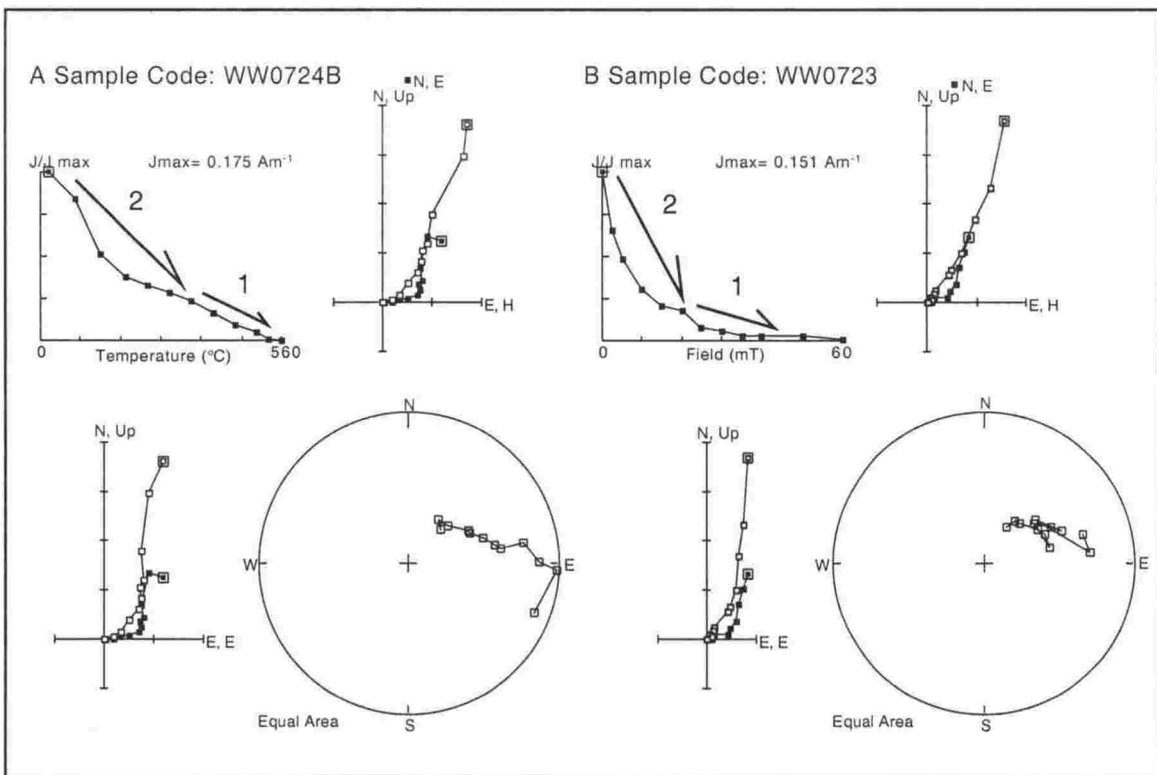 A Sample Code: WW0724B
N, E
N, Up
J/J max
Jmax= 0.175 Am⁻¹
2
1
0
Temperature (ºC)
560
E, H
N, Up
E, E
N
W
E
S
Equal Area
B Sample Code: WW0723
N, E
N, Up
J/J max
Jmax= 0.151 Am⁻¹
2
1
0
Field (mT)
60
E, H
N, Up
E, E
N
W
E
S
Equal Area